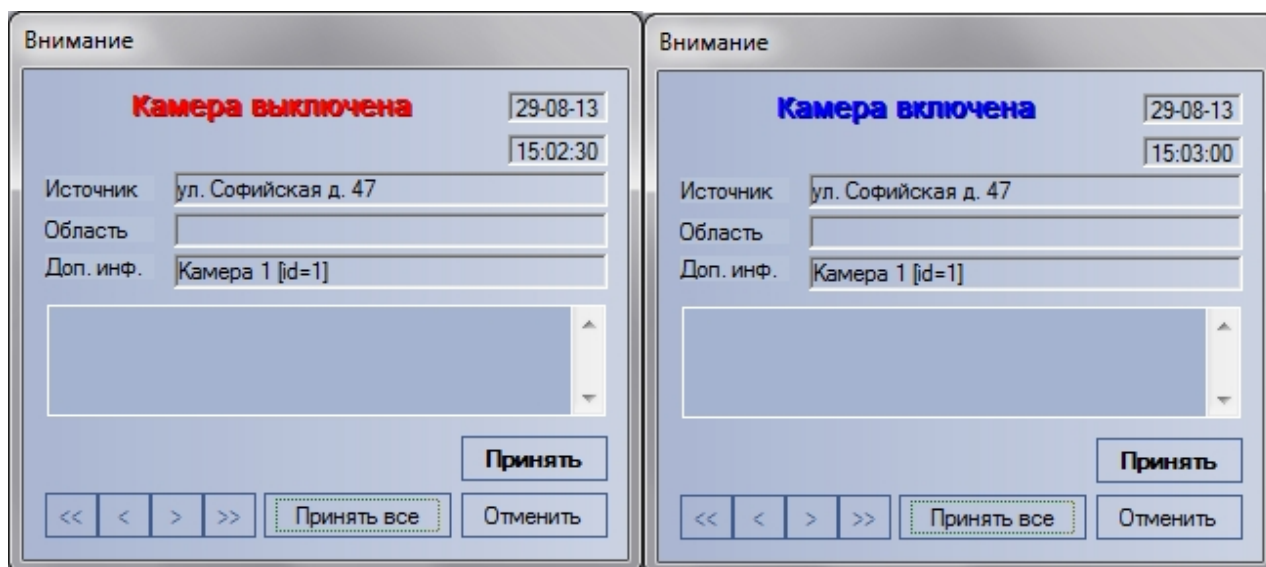 Внимание
Камера выключена
29-08-13
15:02:30
Источник ул. Софийская д. 47
Область
Доп. инф. Камера 1 [id=1]
Принять
<< < > >> Принять все Отменить
Внимание
Камера включена
29-08-13
15:03:00
Источник ул. Софийская д. 47
Область
Доп. инф. Камера 1 [id=1]
Принять
<< < > >> Принять все Отменить